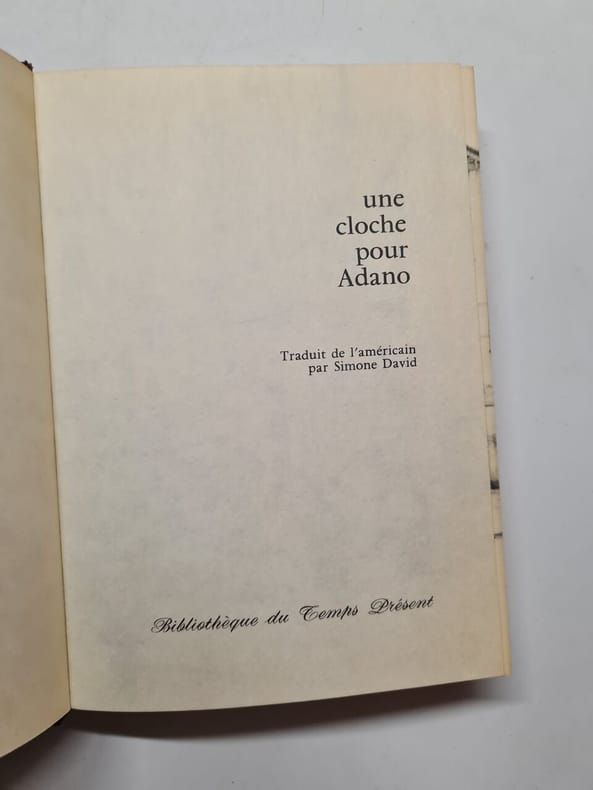 une
cloche
pour
Adano
Traduit de l'américain
par Simone David
Bibliothèque du Temps Présent